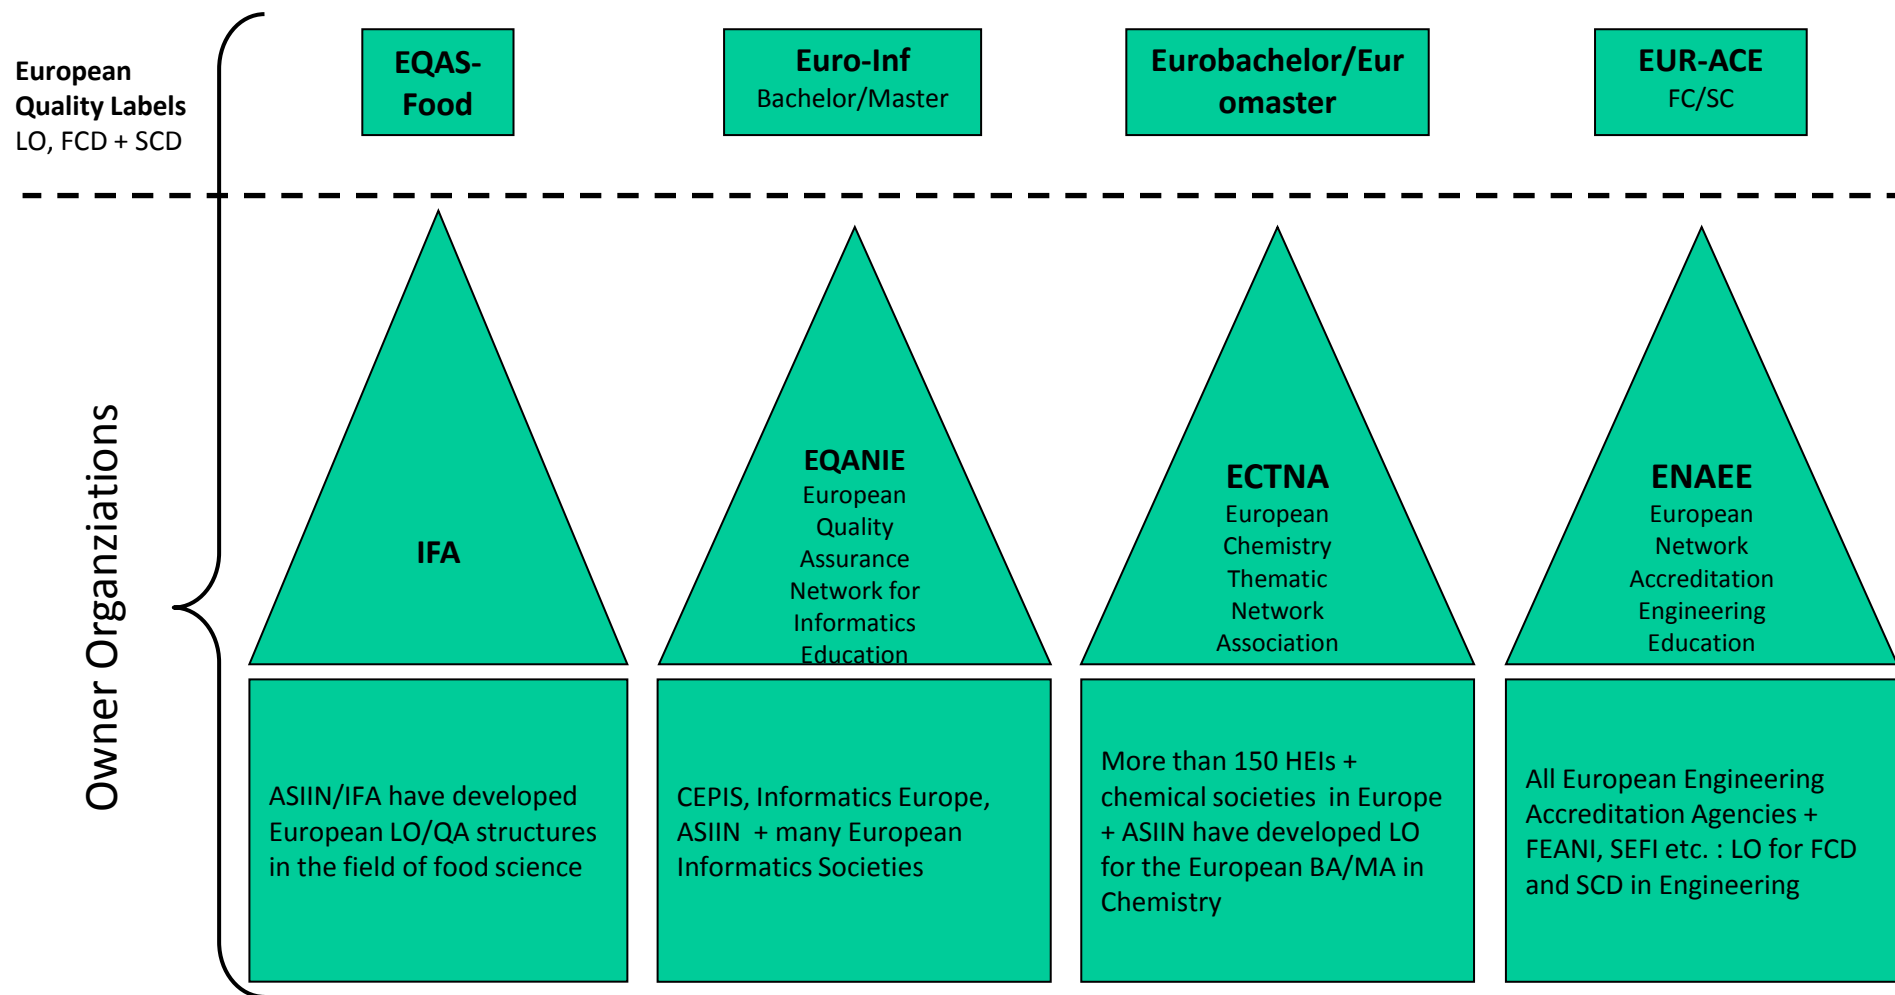 European
Quality Labels
LO, FCD + SCD
EQAS-
Food
Euro-Inf
Bachelor/Master
Eurobachelor/Eur
omaster
EUR-ACE
FC/SC
Owner Organziations
IFA
EQANIE
European
Quality
Assurance
Network for
Informatics
Education
ECTNA
European
Chemistry
Thematic
Network
Association
ENAEE
European
Network
Accreditation
Engineering
Education
ASIIN/IFA have developed
European LO/QA structures
in the field of food science
CEPIS, Informatics Europe,
ASIIN + many European
Informatics Societies
More than 150 HEIs +
chemical societies in Europe
+ ASIIN have developed LO
for the European BA/MA in
Chemistry
All European Engineering
Accreditation Agencies +
FEANI, SEFI etc. : LO for FCD
and SCD in Engineering